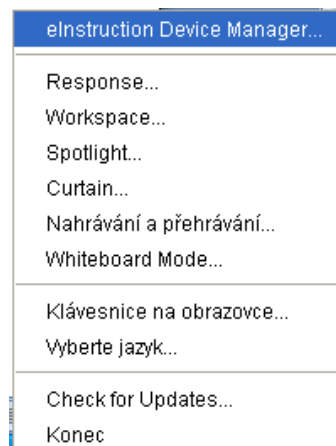 eInstruction Device Manager...
Response...
Workspace...
Spotlight...
Curtain...
Nahrávání a přehrávání...
Whiteboard Mode...
Klávesnice na obrazovce...
Vyberte jazyk...
Check for Updates...
Konec